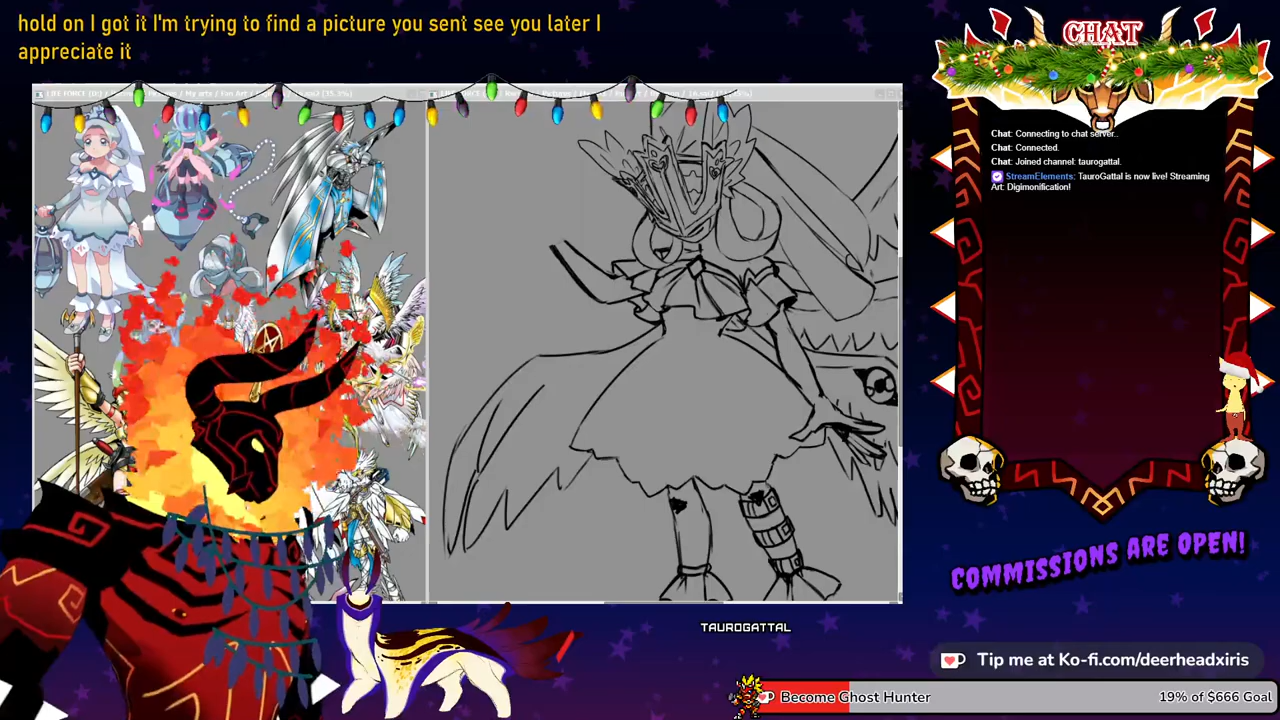 hold on I got it I'm trying to find a picture you sent see you later I
appreciate it
CHAT
Chat: Connecting to chat server..
Chat: Connected.
Chat: Joined channel: taurogattal.
StreamElements: TauroGattal is now live! Streaming
Art: Digimonification!
COMMISSIONS ARE OPEN!
TAUROGATTAL
Tip me at Ko-fi.com/deerheadxiris
Become Ghost Hunter
19% of $666 Goal